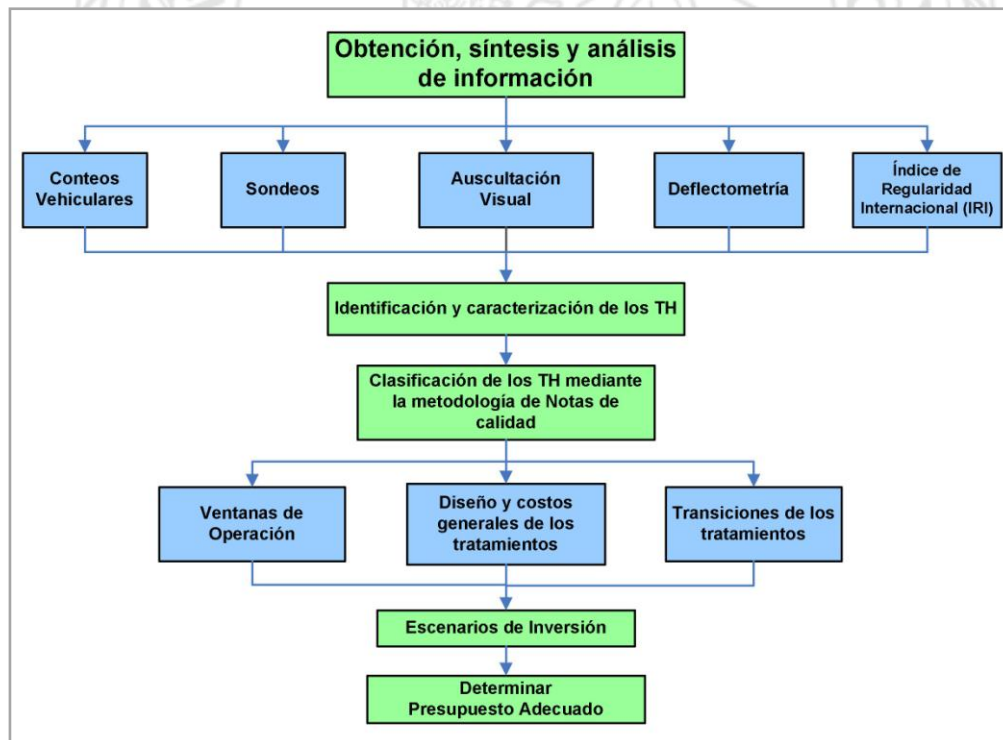 Obtención, síntesis y análisis
de información
Conteos
Vehiculares
Sondeos
Auscultación
Visual
Deflectometría
Índice de
Regularidad
Internacional (IRI)
Identificación y caracterización de los TH
Clasificación de los TH mediante
la metodología de Notas de
calidad
Ventanas de
Operación
Diseño y costos
generales de los
tratamientos
Transiciones de los
tratamientos
Escenarios de Inversión
Determinar
Presupuesto Adecuado